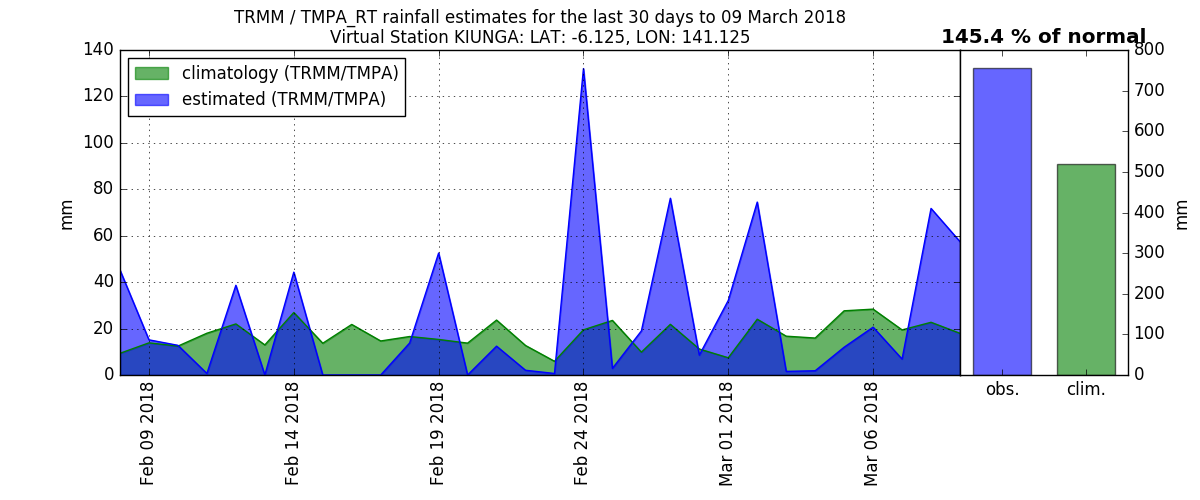 TRMM / TMPA_RT rainfall estimates for the last 30 days to 09 March 2018
Virtual Station KIUNGA: LAT: -6.125, LON: 141.125
145.4 % of normal
climatology (TRMM/TMPA)
estimated (TRMM/TMPA)
140
120
100
80
60
40
20
0
mm
Feb 09 2018
Feb 14 2018
Feb 19 2018
Feb 24 2018
Mar 01 2018
Mar 06 2018
obs.
clim.
800
700
600
500
400
300
200
100
0
mm